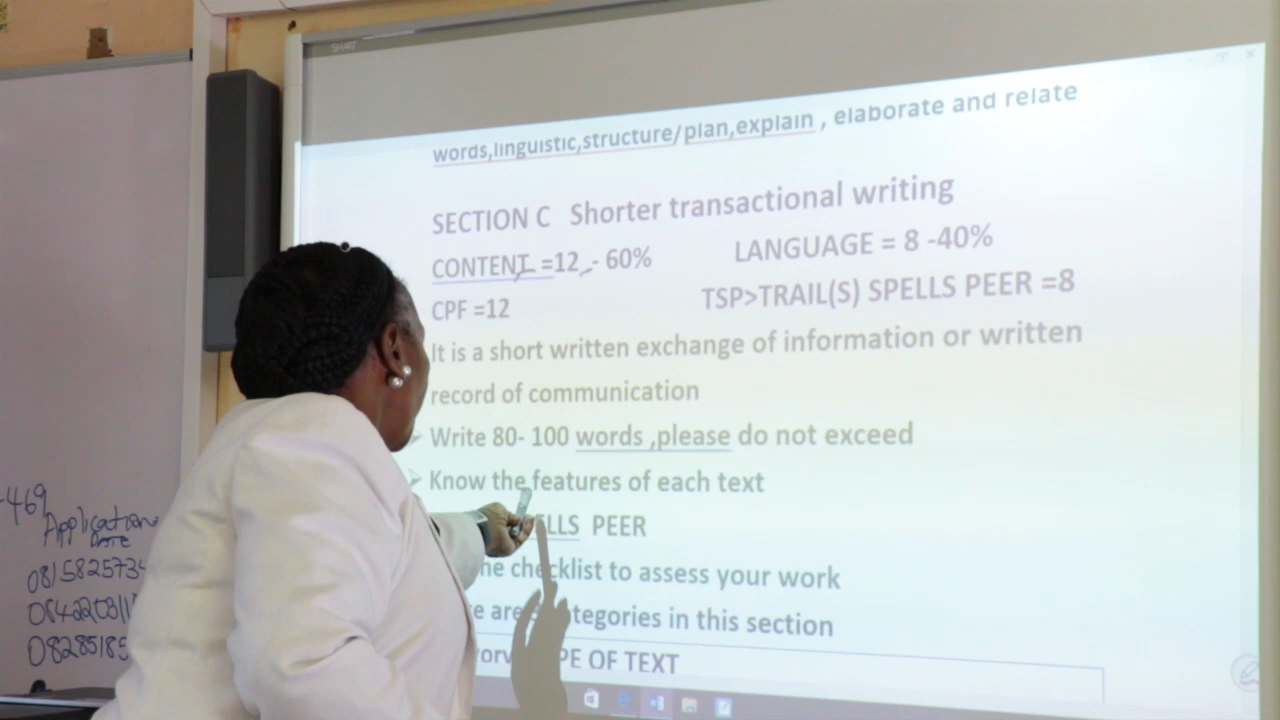 SMART
words,linguistic,structure/plan,explain , elaborate and relate
SECTION C Shorter transactional writing
CONTENT =12 - 60% LANGUAGE = 8 -40%
CPF =12 TSP>TRAIL(S) SPELLS PEER =8
It is a short written exchange of information or written
record of communication
Write 80- 100 words ,please do not exceed
Know the features of each text
PEER
checklist to assess your work
in this section
OF TEXT
-469
Application
Date